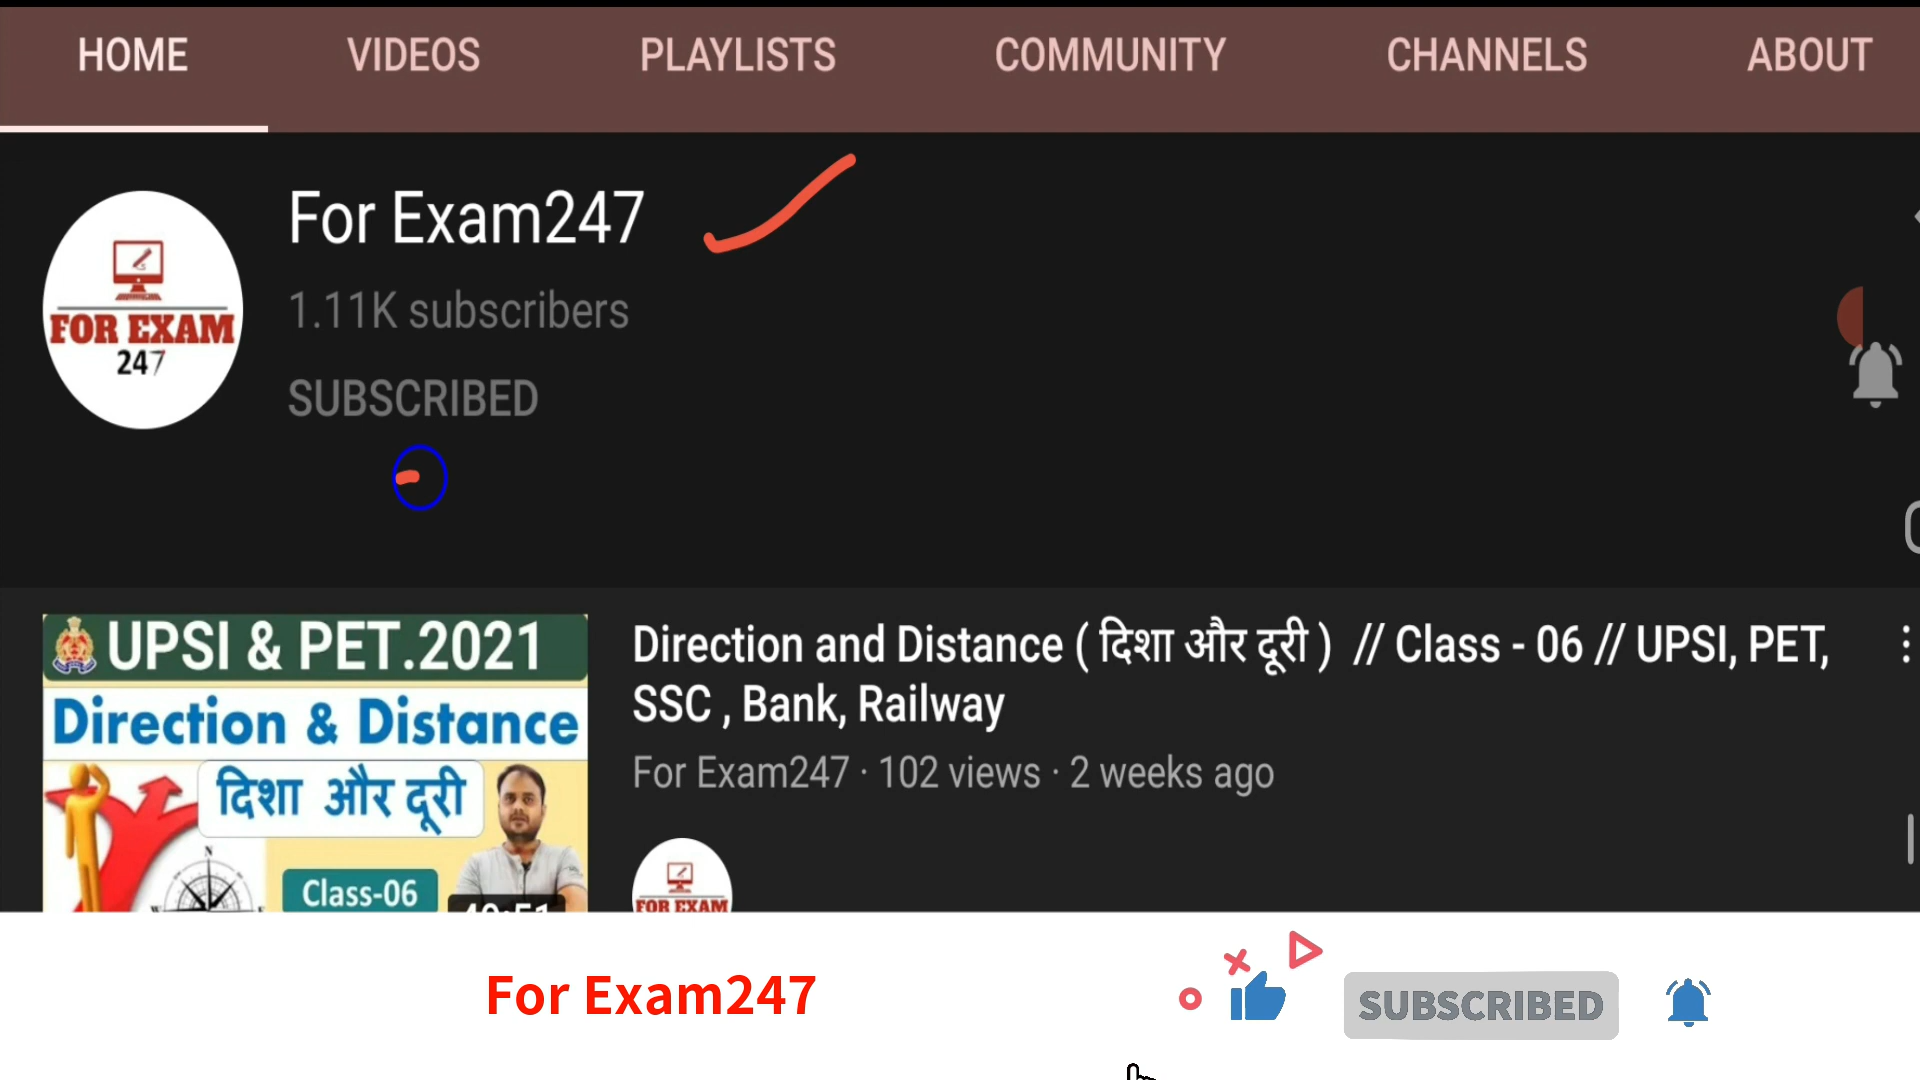 HOME VIDEOS PLAYLISTS COMMUNITY CHANNELS ABOUT
For Exam247
1.11K subscribers
SUBSCRIBED
FOR EXAM
247
UPSI & PET.2021
Direction & Distance
दिशा और दूरी
N
Class-06
Direction and Distance ( दिशा और दूरी ) // Class - 06 // UPSI, PET,
SSC , Bank, Railway
For Exam247 · 102 views · 2 weeks ago
FOR EXAM
For Exam247
SUBSCRIBED